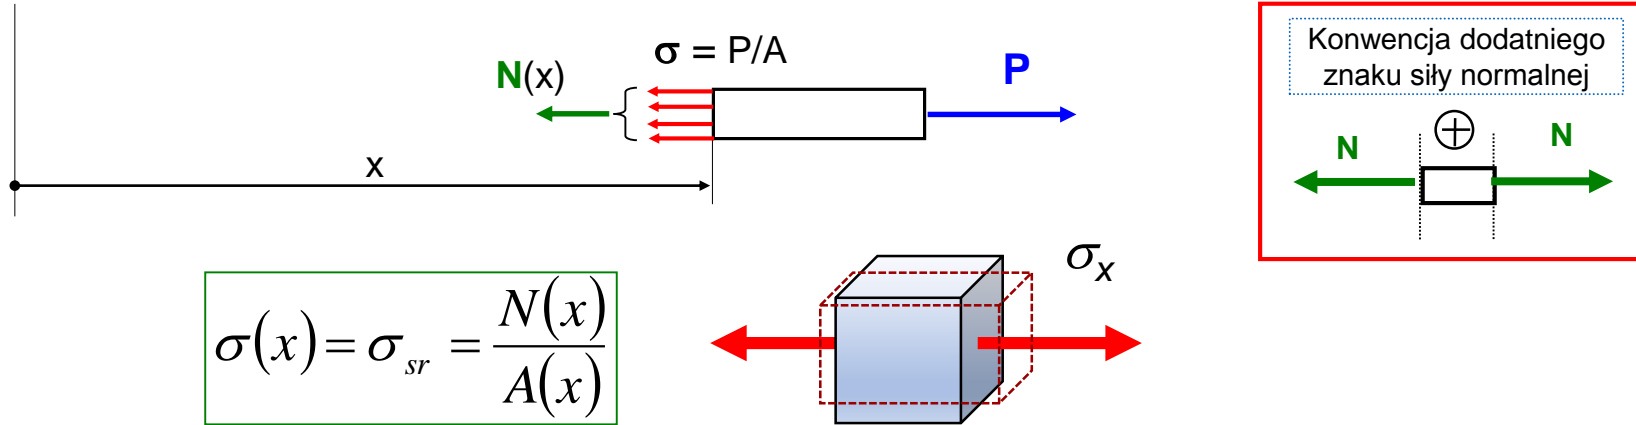 σ = P/A
N(x)
P
x
Konwencja dodatniego
znaku siły normalnej
N
N
σ(x) = σ_sr = N(x)/A(x)
σ_x